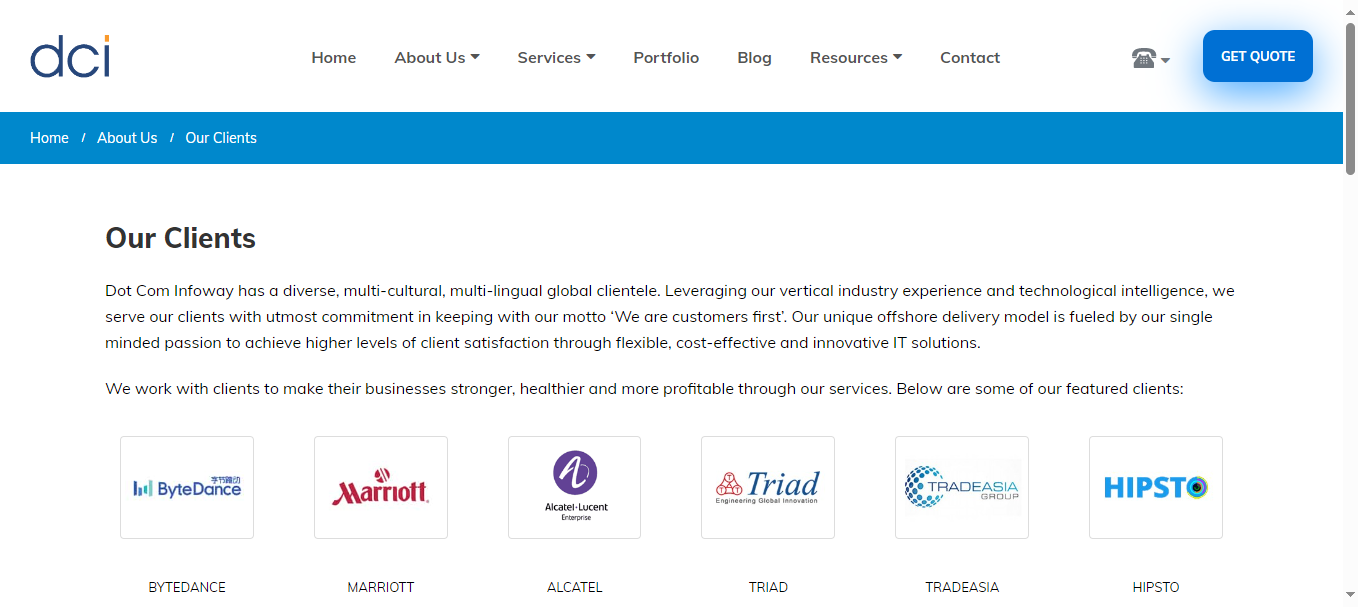 dci
Home About Us Services Portfolio Blog Resources Contact
GET QUOTE
Home / About Us / Our Clients
Our Clients
Dot Com Infoway has a diverse, multi-cultural, multi-lingual global clientele. Leveraging our vertical industry experience and technological intelligence, we
serve our clients with utmost commitment in keeping with our motto ‘We are customers first’. Our unique offshore delivery model is fueled by our single
minded passion to achieve higher levels of client satisfaction through flexible, cost-effective and innovative IT solutions.
We work with clients to make their businesses stronger, healthier and more profitable through our services. Below are some of our featured clients:
字节跳动
ByteDance
Marriott
Alcatel·Lucent
Enterprise
TTT
Triad
Engineering Global Innovation
TRADEASIA
GROUP
HIPSTO
BYTEDANCE MARRIOTT ALCATEL TRIAD TRADEASIA HIPSTO